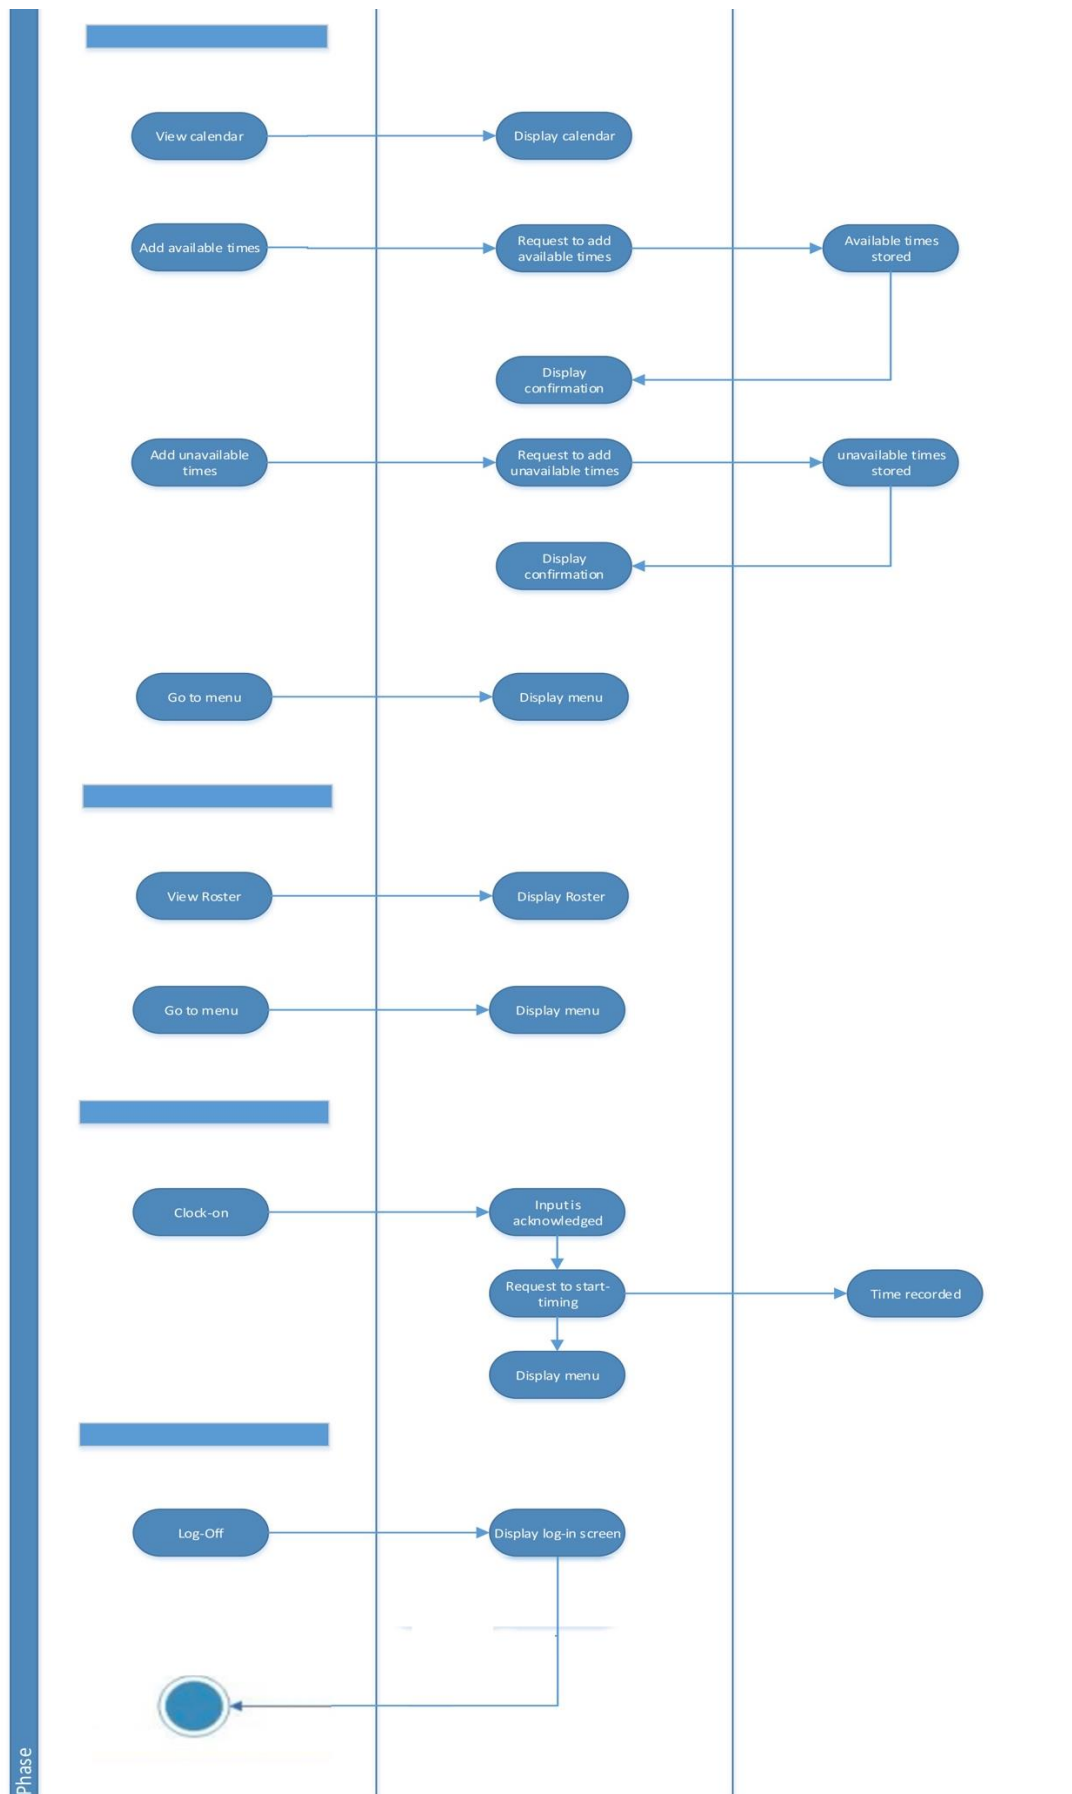 View calendar
Display calendar
Add available times
Request to add
available times
Available times
stored
Display
confirmation
Add unavailable
times
Request to add
unavailable times
unavailable times
stored
Display
confirmation
Go to menu
Display menu
View Roster
Display Roster
Go to menu
Display menu
Clock-on
Input is
acknowledged
Request to start-
timing
Time recorded
Display menu
Log-Off
Display log-in screen
Phase